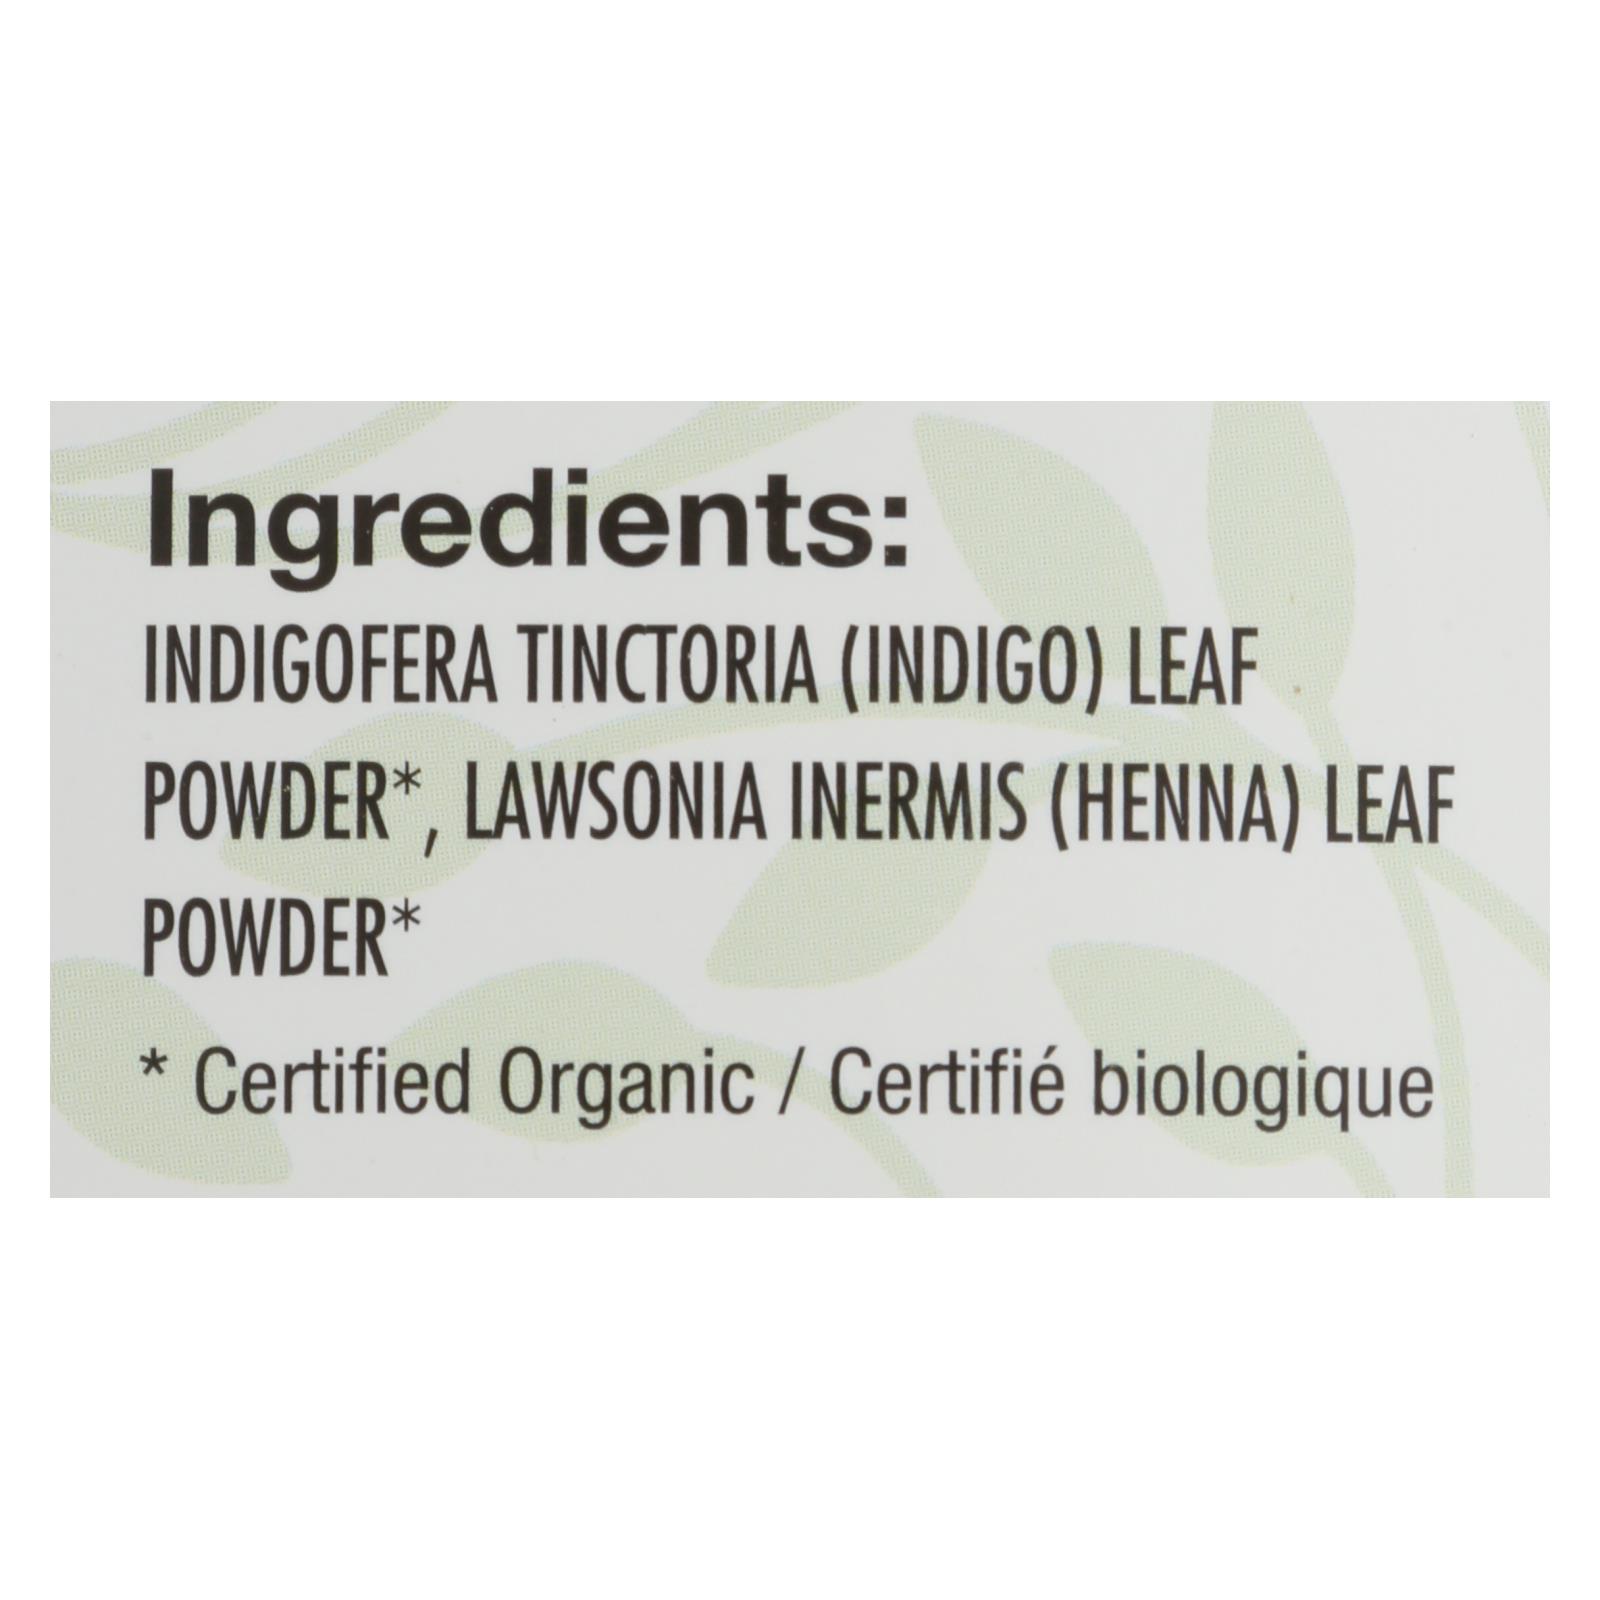 Ingredients:
INDIGOFERA TINCTORIA (INDIGO) LEAF
POWDER*, LAWSONIA INERMIS (HENNA) LEAF
POWDER*
* Certified Organic / Certifié biologique